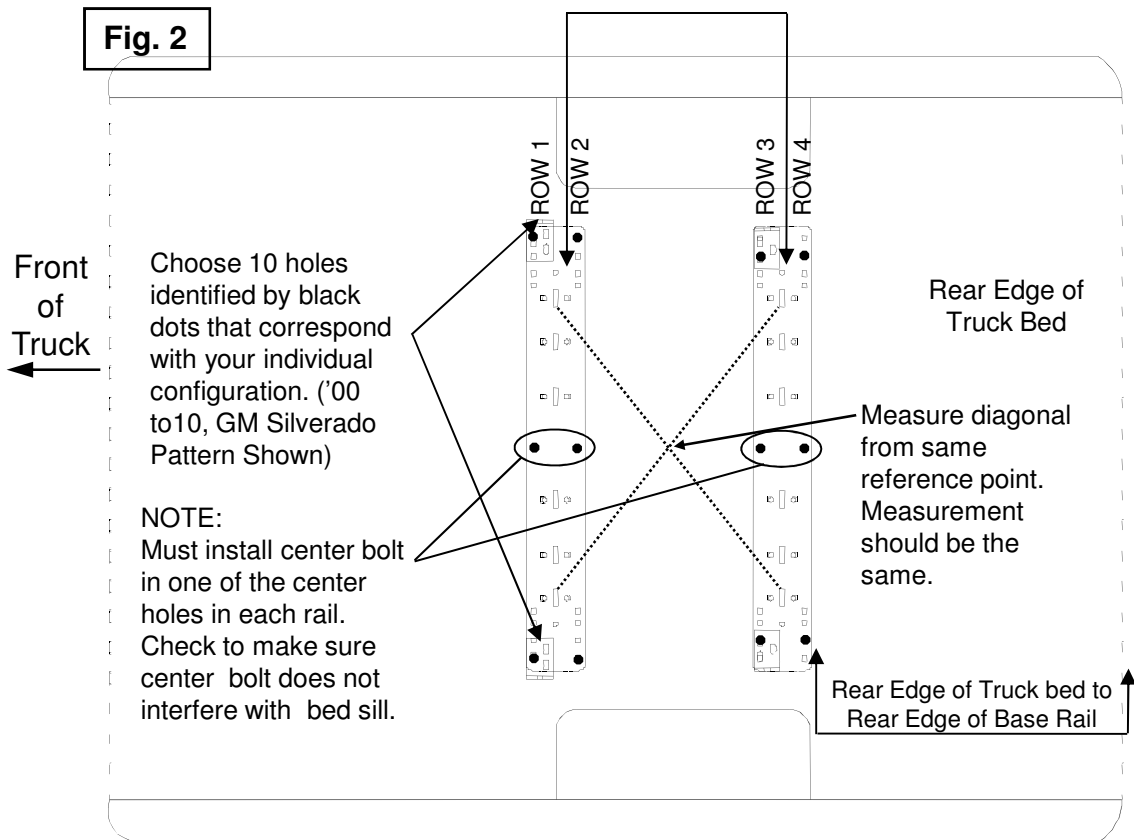 Fig. 2
ROW 1
ROW 2
ROW 3
ROW 4
Front
of
Truck
Choose 10 holes
identified by black
dots that correspond
with your individual
configuration. (’00
to10, GM Silverado
Pattern Shown)
Rear Edge of
Truck Bed
Measure diagonal
from same
reference point.
Measurement
should be the
same.
NOTE:
Must install center bolt
in one of the center
holes in each rail.
Check to make sure
center bolt does not
interfere with bed sill.
Rear Edge of Truck bed to
Rear Edge of Base Rail